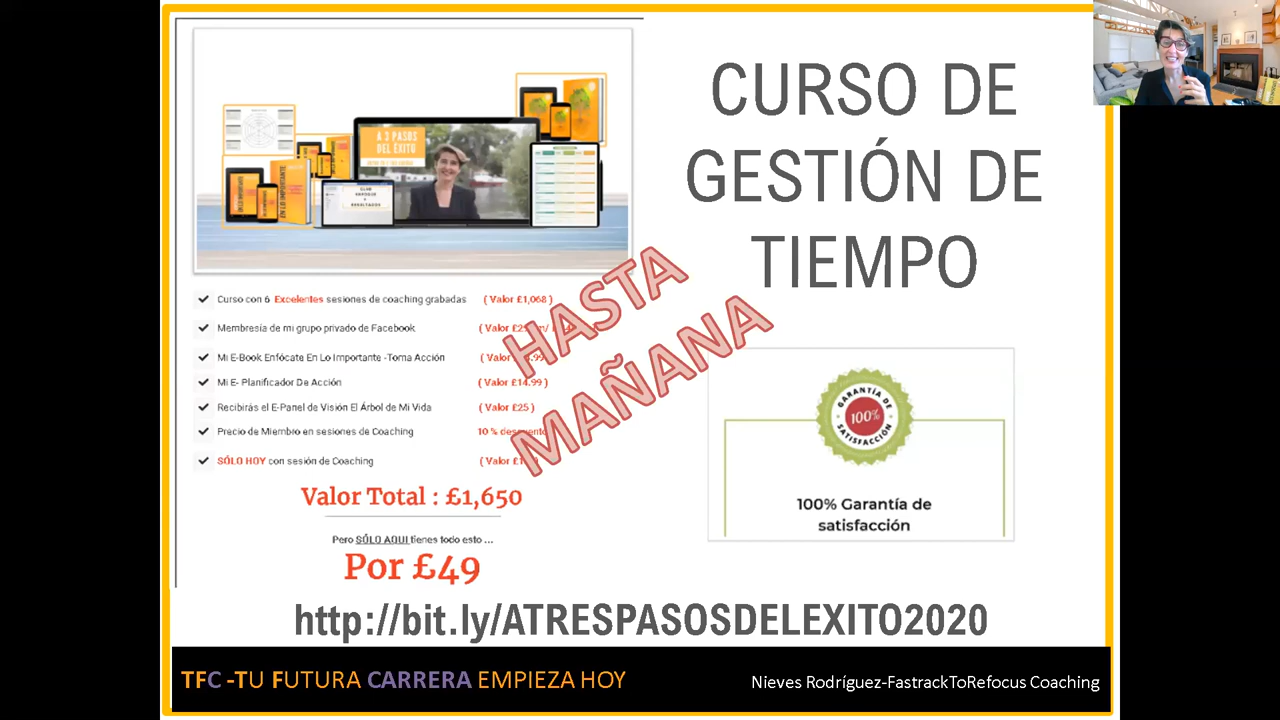 CURSO DE
GESTIÓN DE
TIEMPO
A 3 PASOS
DEL EXITO
HASTA
MAÑANA
Curso con 6 Excelentes sesiones de coaching grabadas ( Valor £1,068 )
Membresía de mi grupo privado de Facebook ( Valor
Mi E-Book Enfócate En Lo Importante -Toma Acción ( Valor
Mi E- Planificador De Acción ( Valor £14.99 )
Recibirás el E-Panel de Visión El Árbol de Mi Vida ( Valor £25 )
Precio de Miembro en sesiones de Coaching 10 % descuento
SÓLO HOY con sesión de Coaching ( Valor
Valor Total : £1,650
Pero SÓLO AQUI tienes todo esto ...
Por £49
GARANTÍA DE
100%
SATISFACCIÓN
100% Garantía de
satisfacción
http://bit.ly/ATRESPASOSDELEXITO2020
TFC -TU FUTURA CARRERA EMPIEZA HOY
Nieves Rodríguez-FastrackToRefocus Coaching